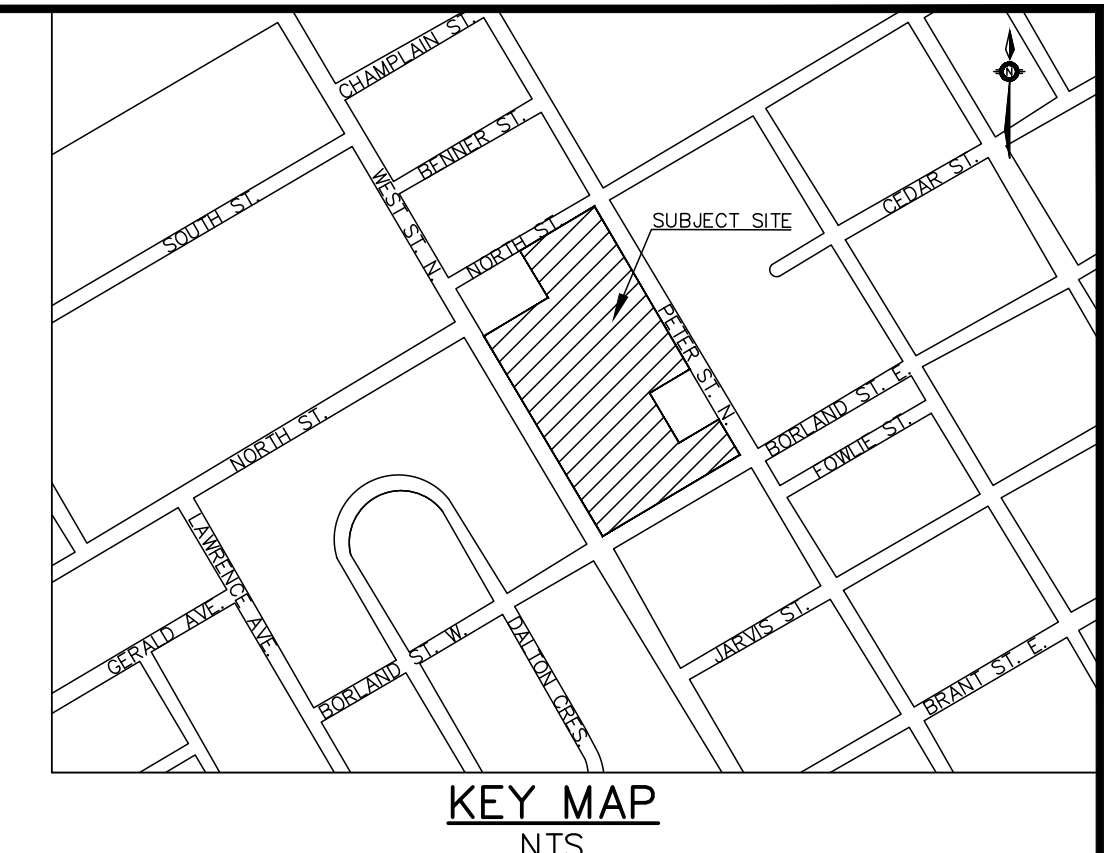 CHAMPLAIN ST.
BENNER ST.
N
CEDAR ST.
SOUTH ST.
WEST ST. N.
NORTH ST.
SUBJECT SITE
PETER ST. N.
BORLAND ST. E.
FOWLIE ST.
NORTH ST.
LAWRENCE AVE.
GERALD AVE.
BORLAND ST. W.
DALTON CRES.
JARVIS ST.
BRANT ST. E.
KEY MAP
NTS